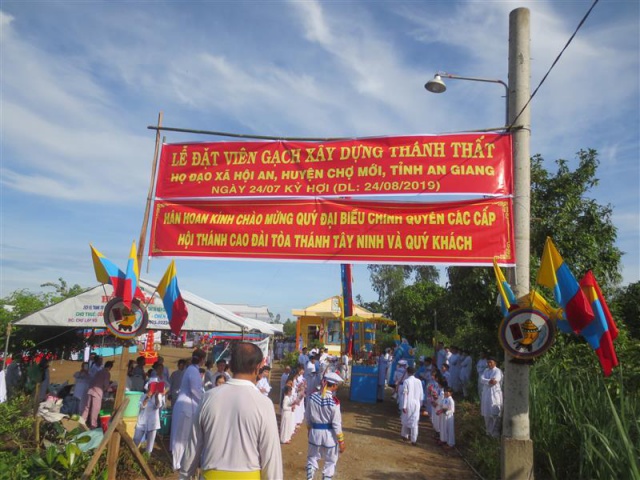 LỄ ĐẶT VIÊN GẠCH XÂY DỰNG THÁNH THẤT
HỌ ĐẠO XÃ HỘI AN, HUYỆN CHỢ MỚI, TỈNH AN GIANG
NGÀY 24/07 KỶ HỢI (DL: 24/08/2019)
HÂN HOAN KÍNH CHÀO MỪNG QUÝ ĐẠI BIỂU CHÍNH QUYỀN CÁC CẤP
HỘI THÁNH CAO ĐÀI TÒA THÁNH TÂY NINH VÀ QUÝ KHÁCH